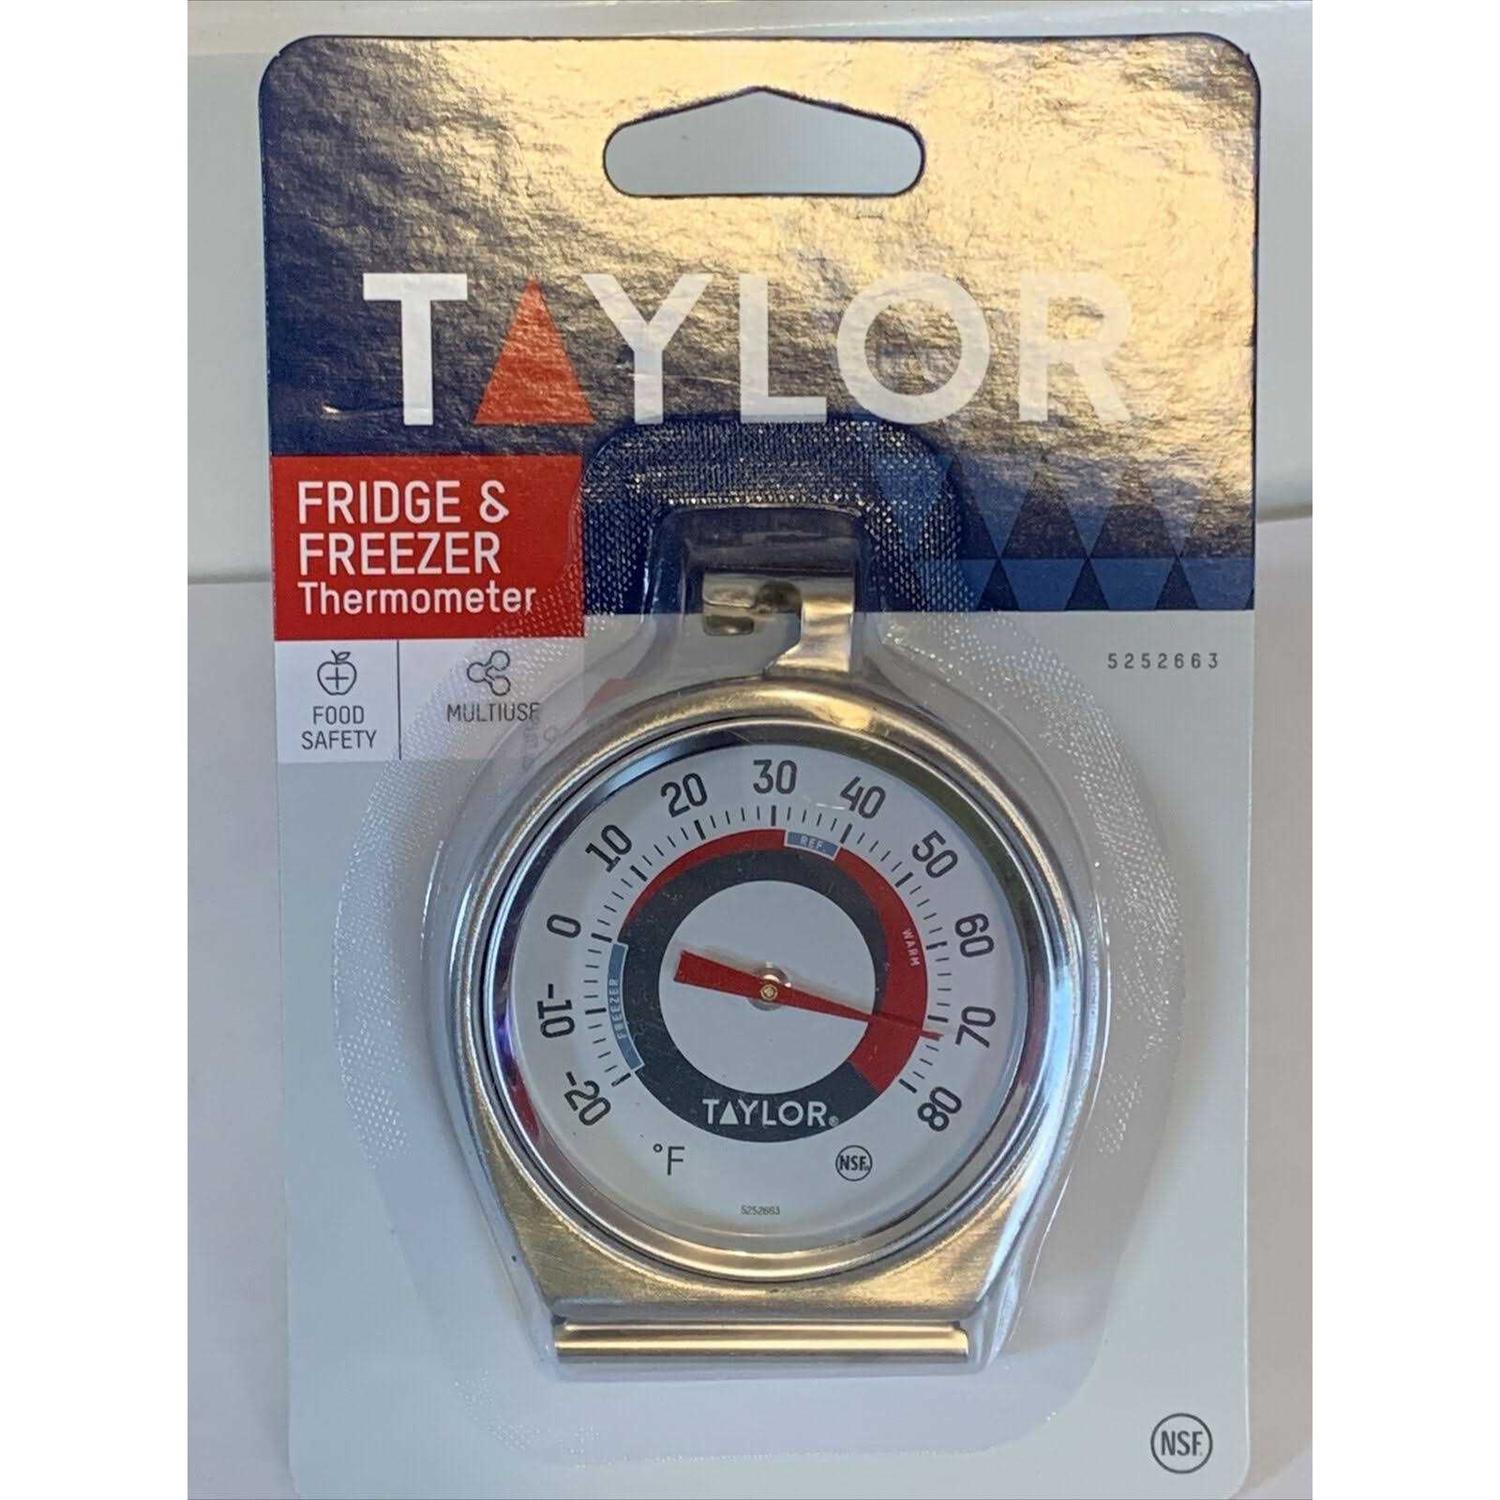 TAYLOR
FRIDGE &
FREEZER
Thermometer
FOOD
SAFETY
MULTIUSE
5252663
-20
-10
0
10
20
30
40
50
60
70
80
REF.
WARM
FREEZER
TAYLOR®
°F
NSF®
5252663
NSF